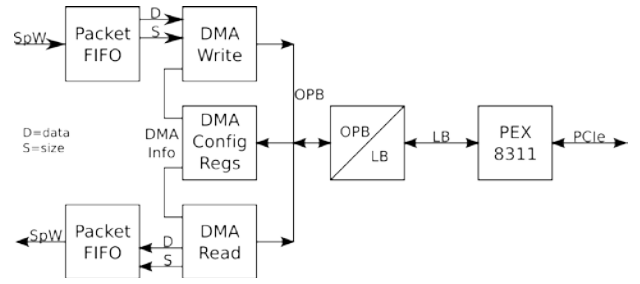 SpW
Packet
FIFO
D
S
DMA
Write
OPB
D=data
S=size
DMA
Info
DMA
Config
Regs
OPB
LB
LB
PEX
8311
PCIe
SpW
Packet
FIFO
D
S
DMA
Read